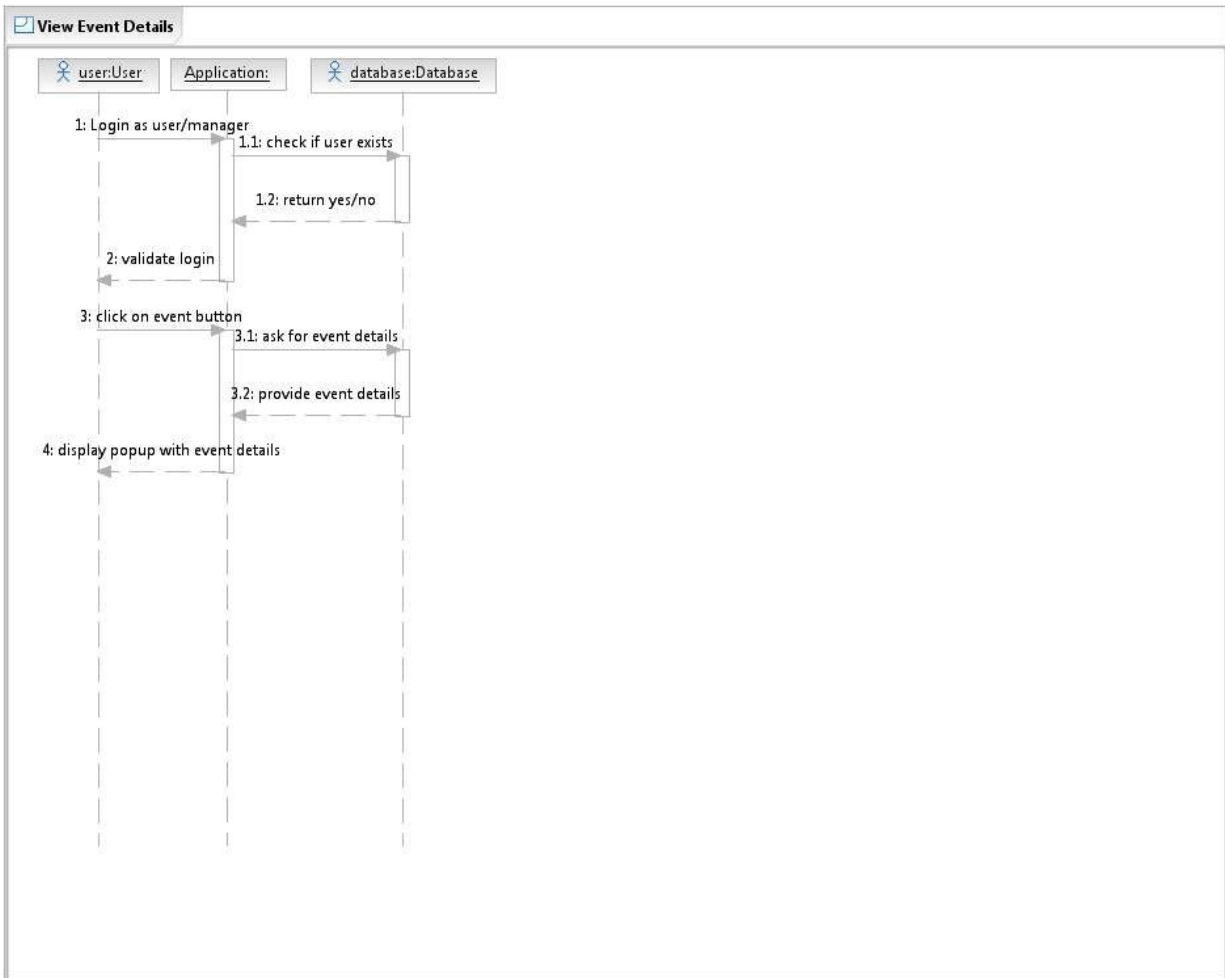 View Event Details
user:User
Application:
database:Database
1: Login as user/manager
1.1: check if user exists
1.2: return yes/no
2: validate login
3: click on event button
3.1: ask for event details
3.2: provide event details
4: display popup with event details